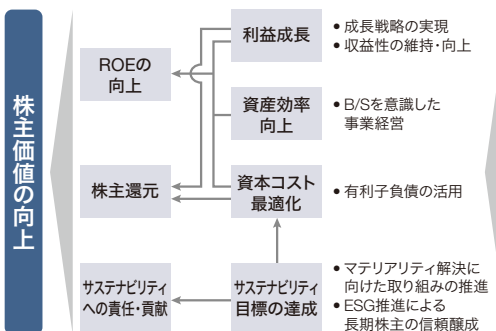 株主価値の向上
ROEの
向上
株主還元
サステナビリティ
への責任・貢献
利益成長
資産効率
向上
資本コスト
最適化
サステナビリティ
目標の達成
• 成長戦略の実現
• 収益性の維持・向上
• B/Sを意識した
事業経営
• 有利子負債の活用
• マテリアリティ解決に
向けた取り組みの推進
• ESG推進による
長期株主の信頼醸成